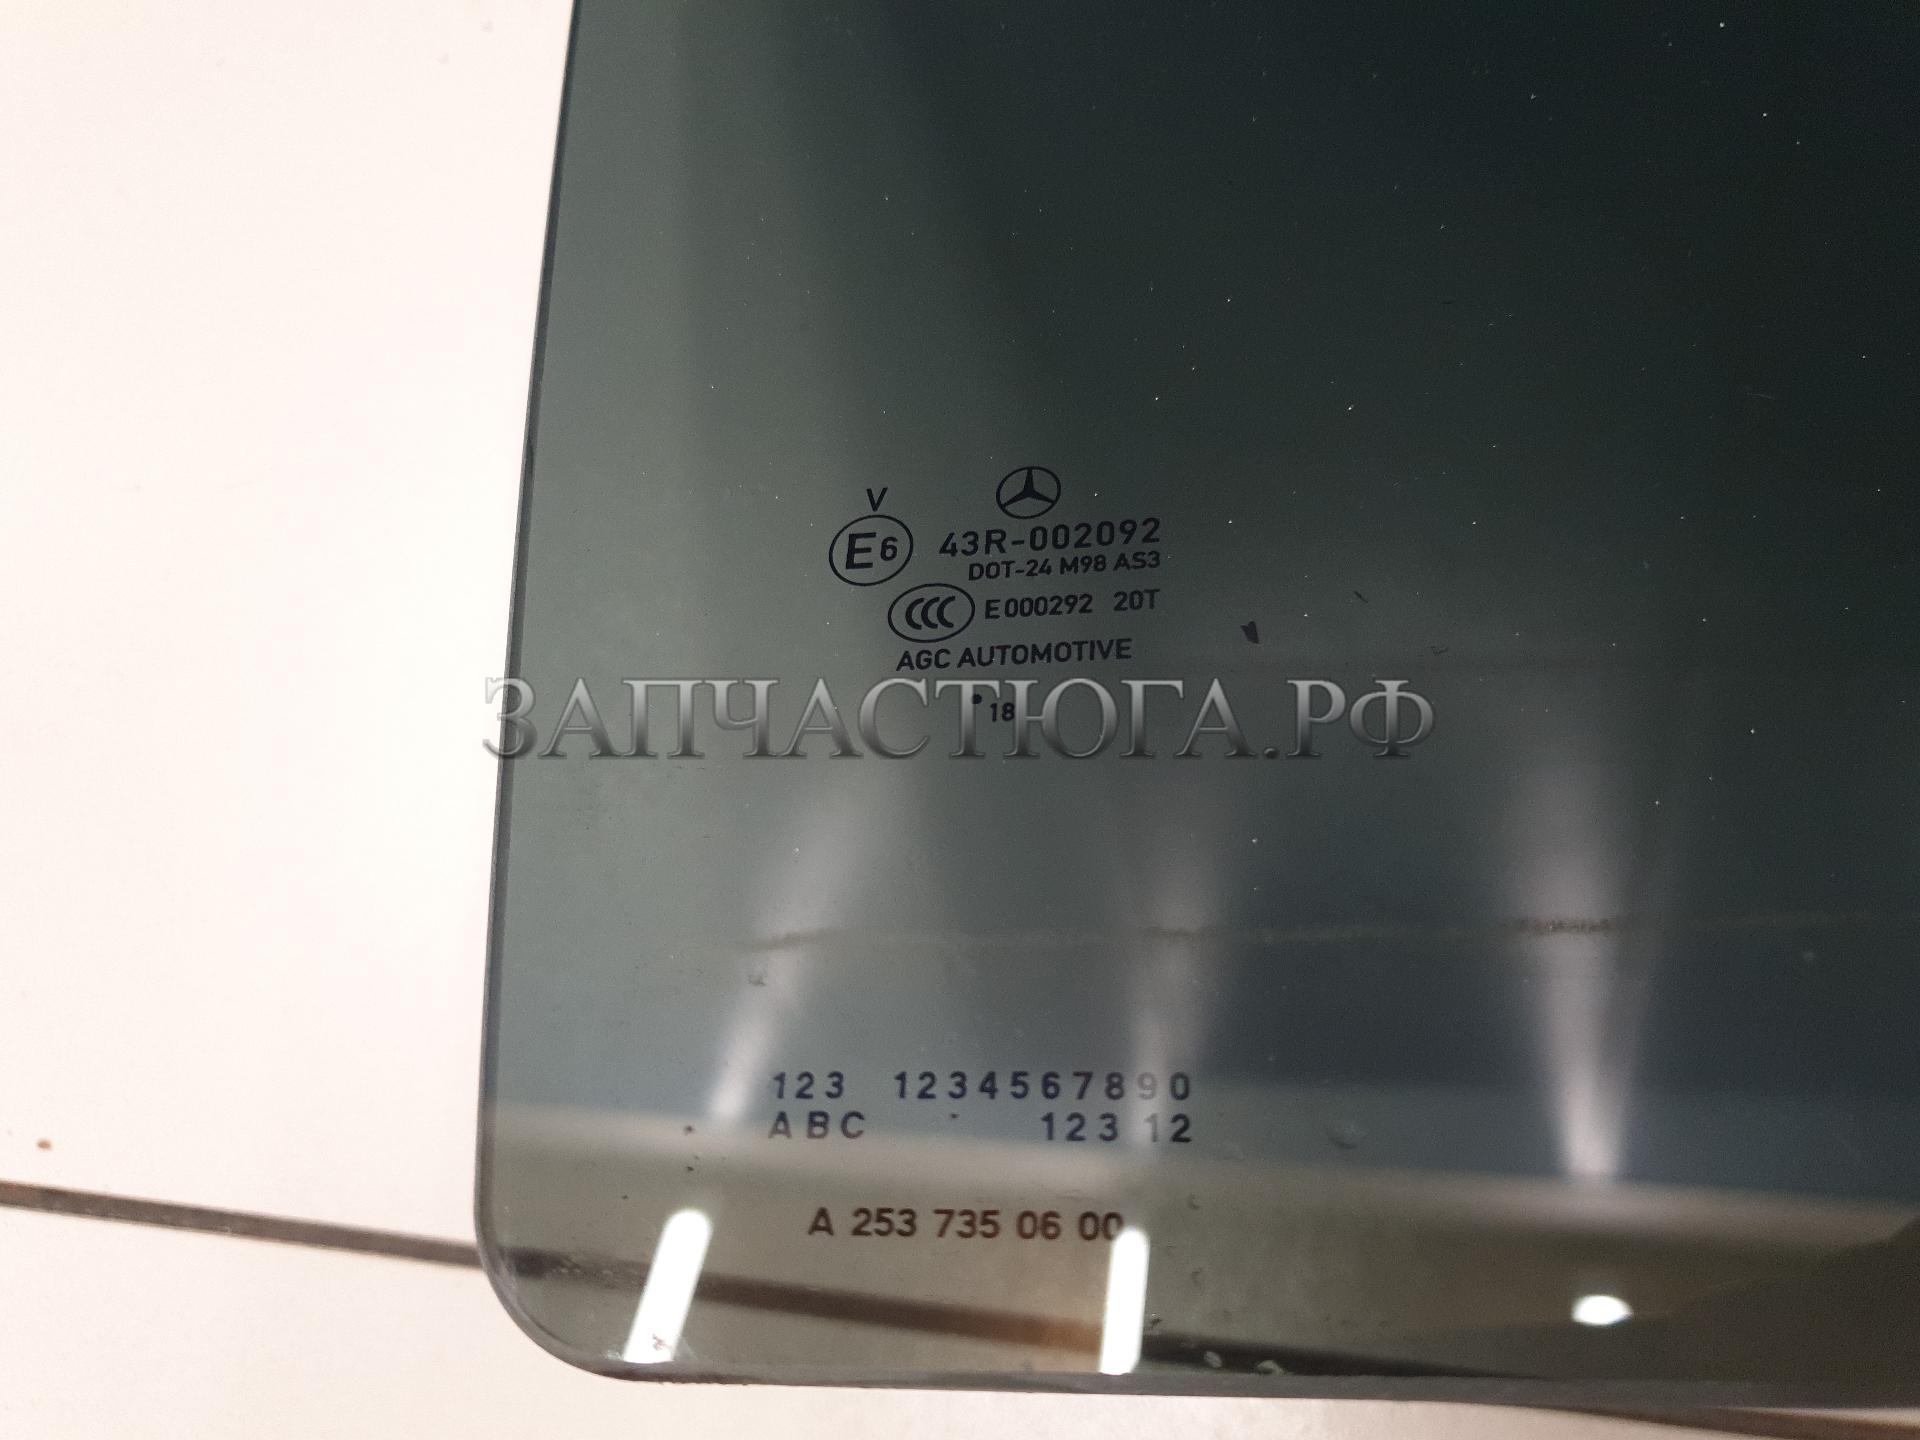 V
E6 43R-002092
DOT-24 M98 AS3
CCC E000292 20T
AGC AUTOMOTIVE
18
ЗАПЧАСТЮГА.РФ
123 1234567890
ABC 123 12
A 253 735 06 00